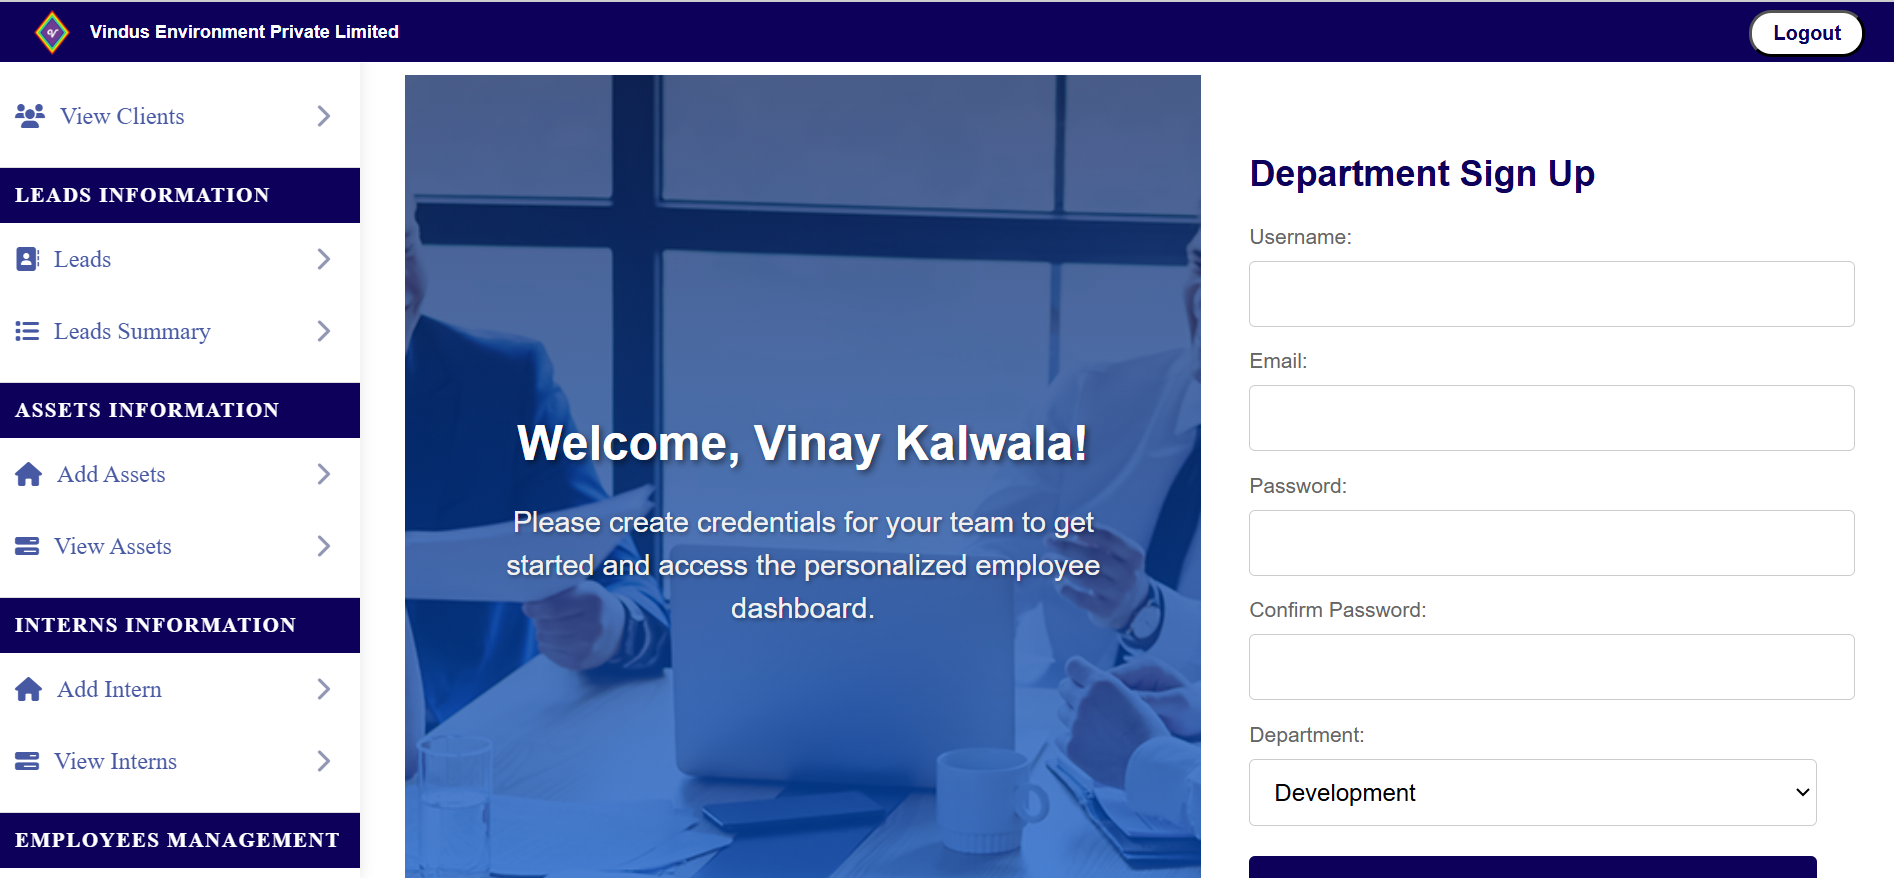 Vindus Environment Private Limited
Logout
View Clients
LEADS INFORMATION
Leads
Leads Summary
ASSETS INFORMATION
Add Assets
View Assets
INTERNS INFORMATION
Add Intern
View Interns
EMPLOYEES MANAGEMENT
Welcome, Vinay Kalwala!
Please create credentials for your team to get
started and access the personalized employee
dashboard.
Department Sign Up
Username:
Email:
Password:
Confirm Password:
Department:
Development